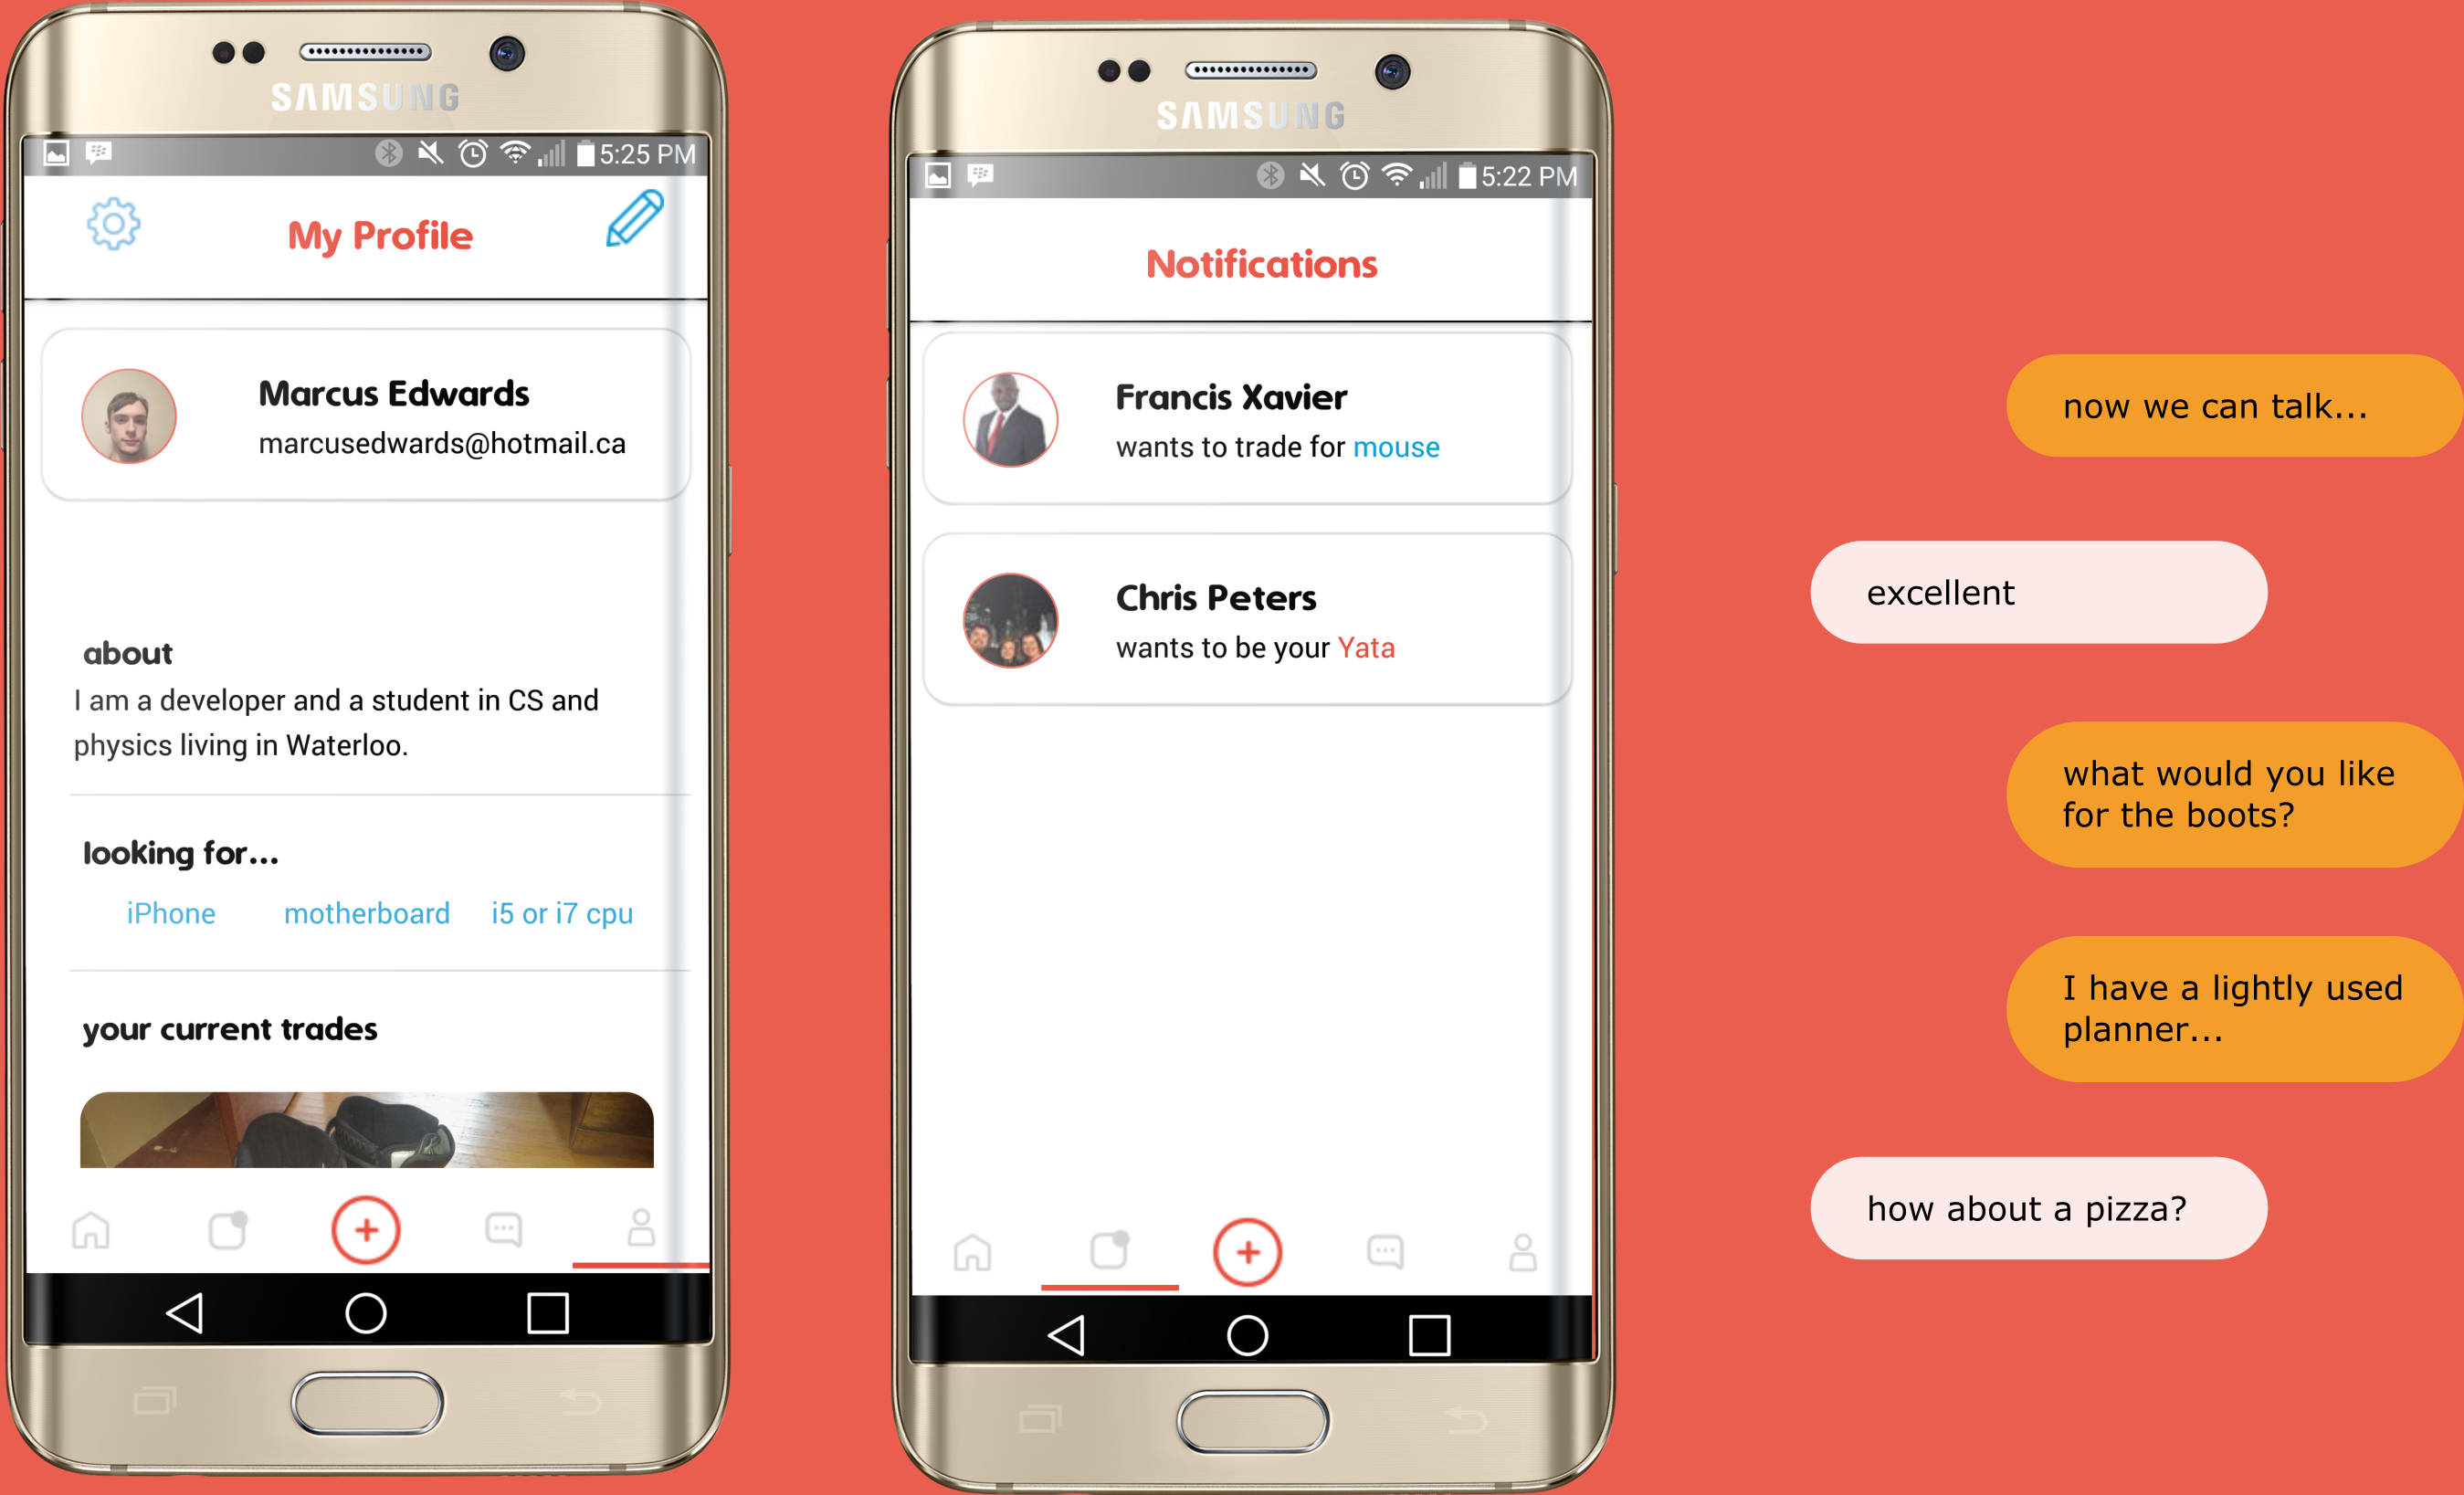 SAMSUNG
5:25 PM
My Profile
Marcus Edwards
marcusedwards@hotmail.ca
about
I am a developer and a student in CS and
physics living in Waterloo.
looking for...
iPhone motherboard i5 or i7 cpu
your current trades
SAMSUNG
5:22 PM
Notifications
Francis Xavier
wants to trade for mouse
Chris Peters
wants to be your Yata
now we can talk...
excellent
what would you like
for the boots?
I have a lightly used
planner...
how about a pizza?